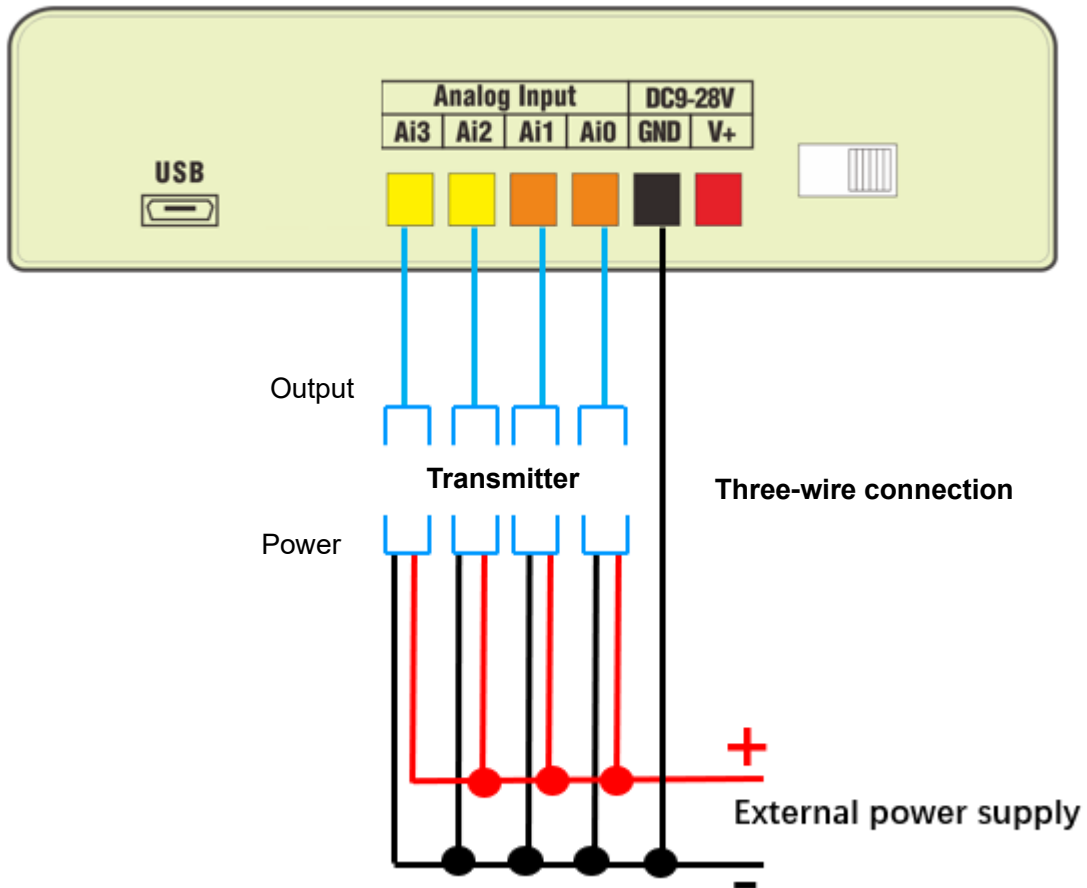 Analog Input DC9-28V
Ai3 Ai2 Ai1 Ai0 GND V+
USB
Output
Transmitter
Three-wire connection
Power
+
External power supply
-